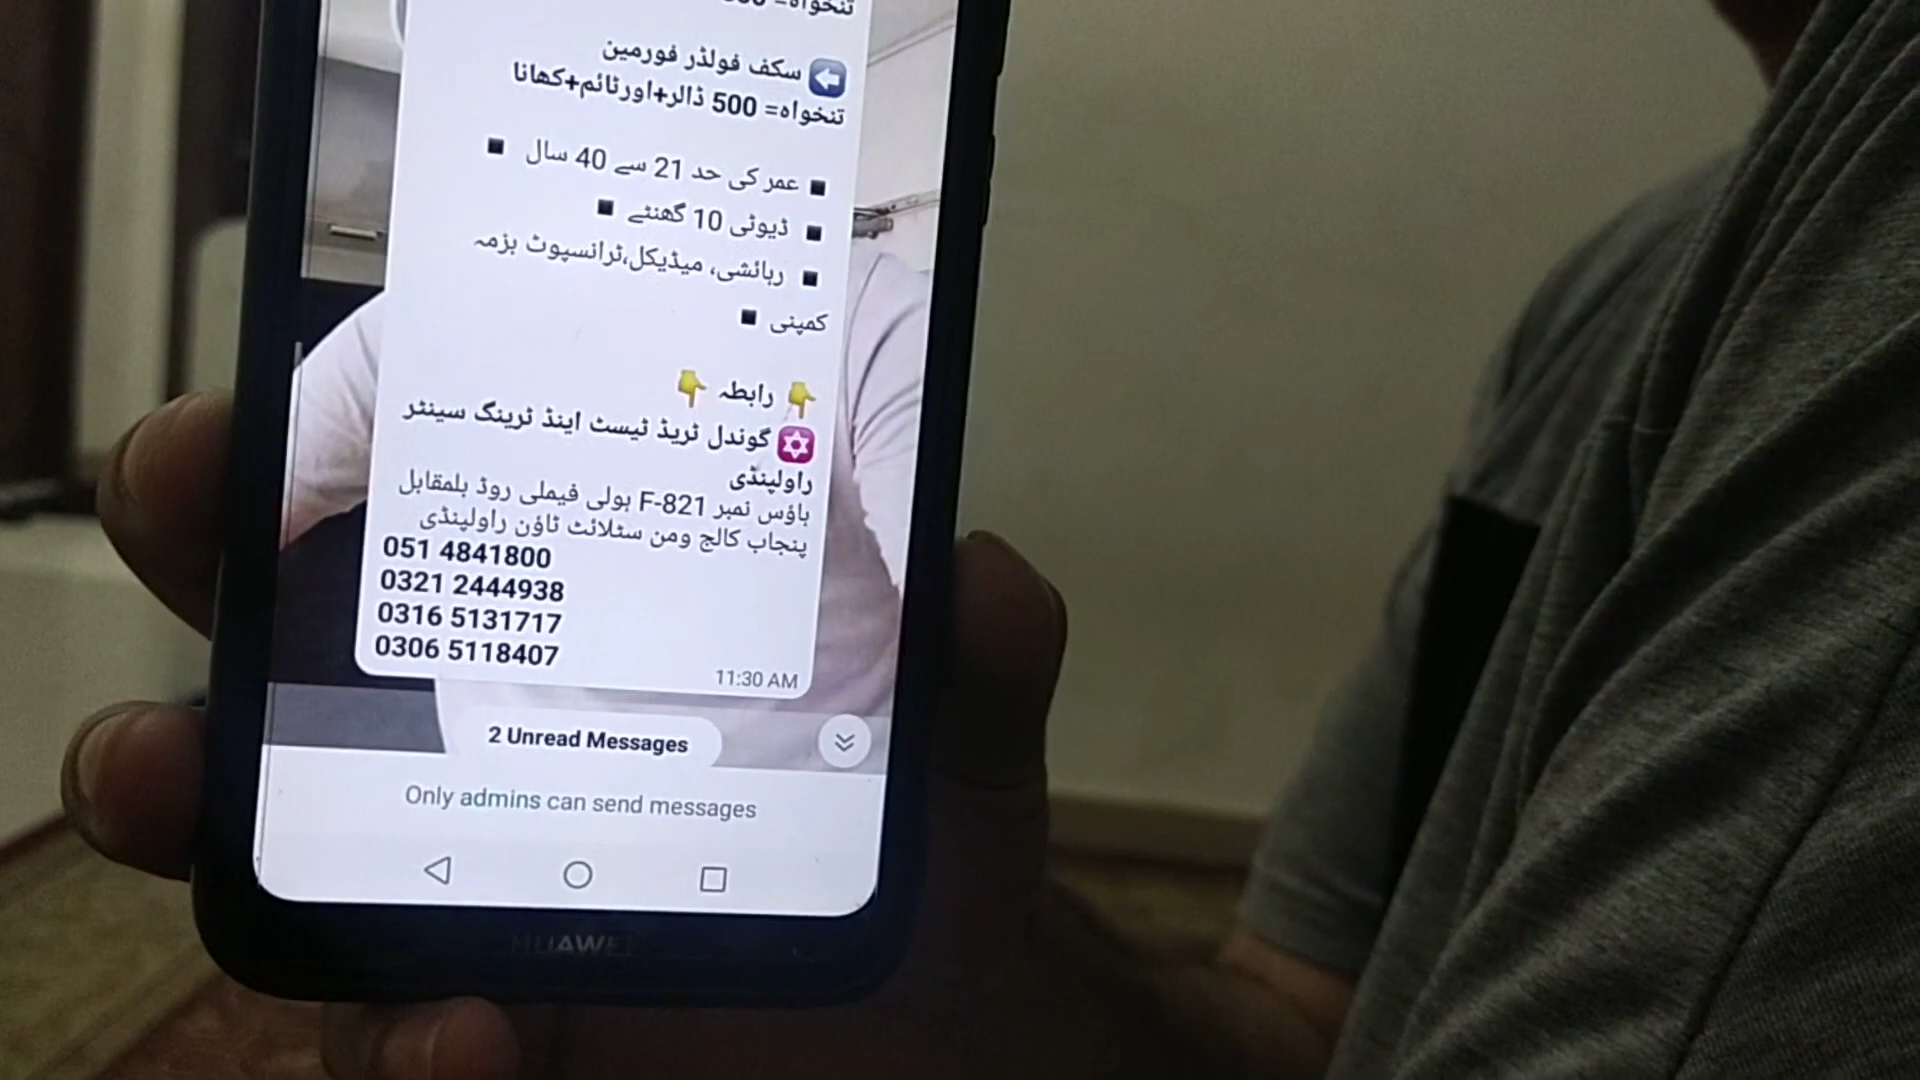 تنخواہ=
سکف فولڈر فورمین
تنخواہ= 500 ڈالر+اورٹائم+کھانا
▪ عمر کی حد 21 سے 40 سال ▪
▪ ڈیوٹی 10 گھنٹے ▪
▪ رہائشی، میڈیکل،ٹرانسپوٹ بزمہ
کمپنی ▪
👇 رابطہ 👇
🔯 گوندل ٹریڈ ٹیسٹ اینڈ ٹرینگ سینٹر
راولپنڈی
ہاؤس نمبر F-821 ہولی فیملی روڈ بلمقابل
پنجاب کالج ومن سٹلائٹ ٹاؤن راولپنڈی
051 4841800
0321 2444938
0316 5131717
0306 5118407
11:30 AM
2 Unread Messages
Only admins can send messages
HUAWEI